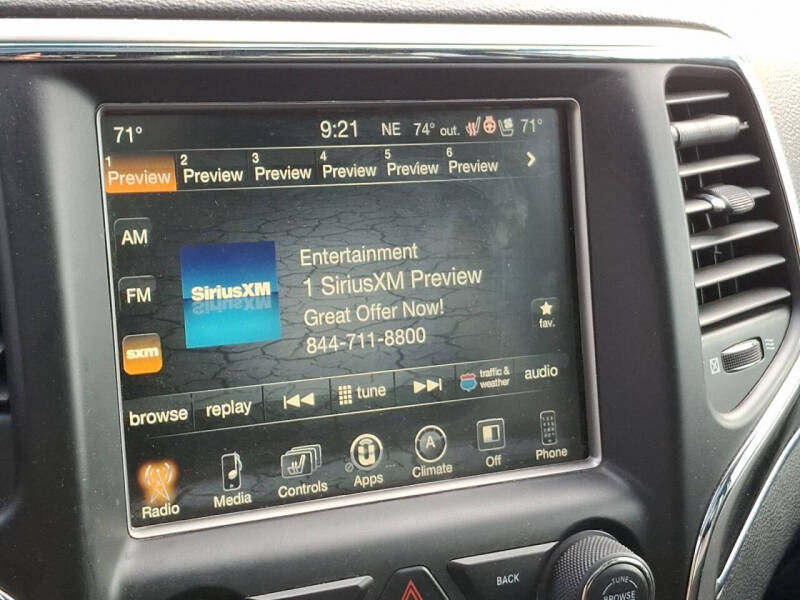 71° 9:21 NE 74° out. 71°
1 Preview 2 Preview 3 Preview 4 Preview 5 Preview 6 Preview
AM
FM
sxm
SiriusXM
Entertainment
1 SiriusXM Preview
Great Offer Now!
844-711-8800
fav.
browse replay tune traffic & weather audio
Radio Media Controls Apps A Climate Off Phone
BACK
TUNE
BROWSE